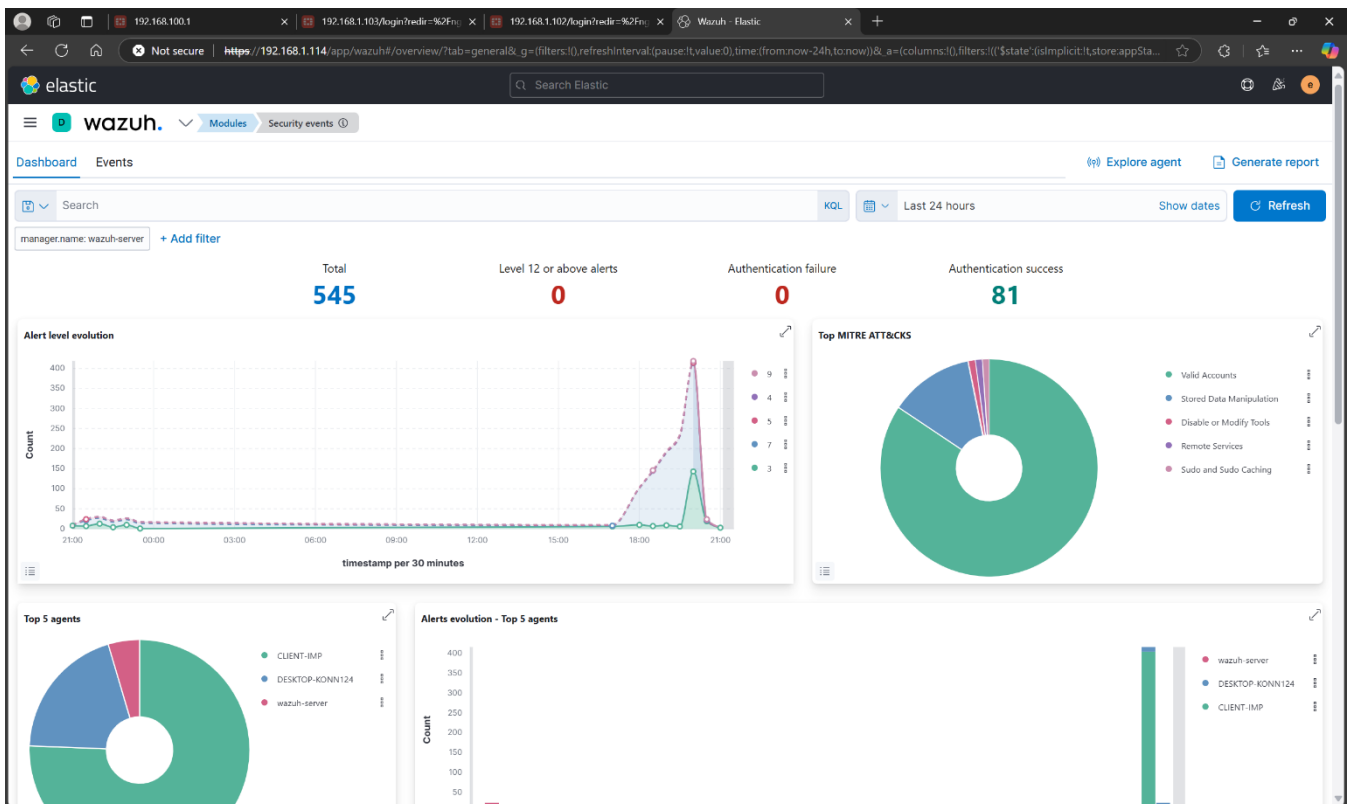 192.168.100.1
192.168.1.103/login?redir=%2Fng
192.168.1.102/login?redir=%2Fng
Wazuh - Elastic
Not secure
https://192.168.1.114/app/wazuh#/overview/?tab=general&_g=(filters:!(),refreshInterval:(pause:!t,value:0),time:(from:now-24h,to:now))&_a=(columns:!(),filters:!(('$state':(isImplicit:!t,store:appSta...
elastic
Search Elastic
e
D
wazuh.
Modules
Security events
Dashboard
Events
Explore agent
Generate report
Search
KQL
Last 24 hours
Show dates
Refresh
manager.name: wazuh-server
+ Add filter
Total
545
Level 12 or above alerts
0
Authentication failure
0
Authentication success
81
Alert level evolution
Count
400
350
300
250
200
150
100
50
0
21:00
00:00
03:00
06:00
09:00
12:00
15:00
18:00
21:00
timestamp per 30 minutes
9
4
5
7
3
Top MITRE ATT&CKS
Valid Accounts
Stored Data Manipulation
Disable or Modify Tools
Remote Services
Sudo and Sudo Caching
Top 5 agents
CLIENT-IMP
DESKTOP-KONN124
wazuh-server
Alerts evolution - Top 5 agents
Count
400
350
300
250
200
150
100
50
wazuh-server
DESKTOP-KONN124
CLIENT-IMP